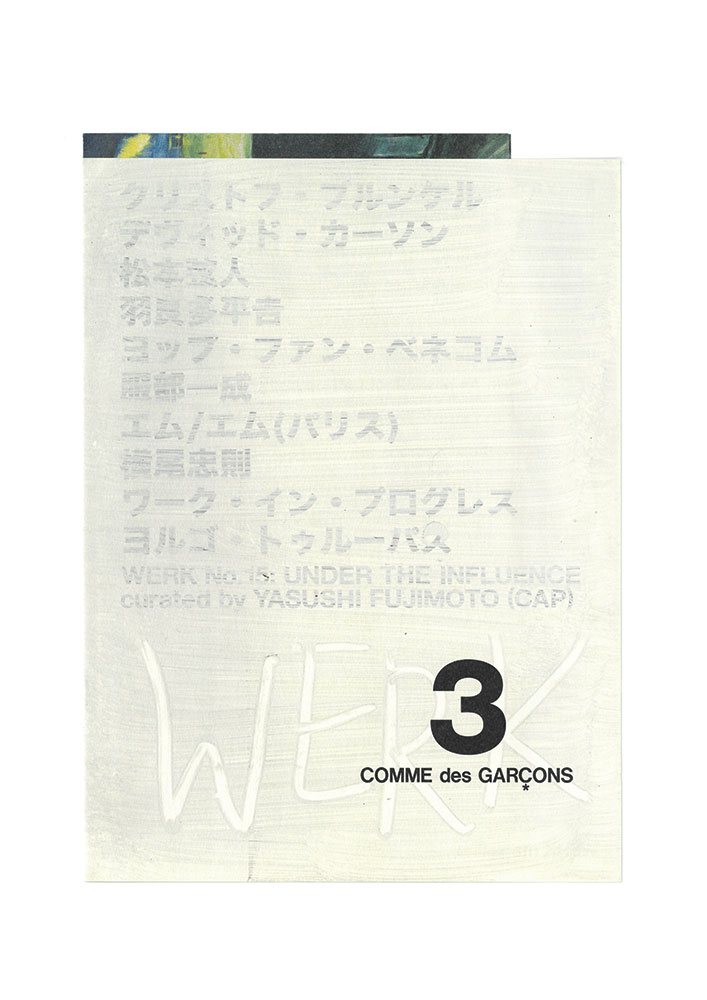 クリストフ・ブルンケル
デヴィッド・カーソン
松本弦人
羽良多平吉
ヨップ・ファン・ベネコム
服部一成
エム/エム(パリス)
横尾忠則
ワーク・イン・プログレス
ヨルゴ・トゥルーパス
WERK No.15: UNDER THE INFLUENCE
curated by YASUSHI FUJIMOTO (CAP)
WERK
3
COMME des GARÇONS
*